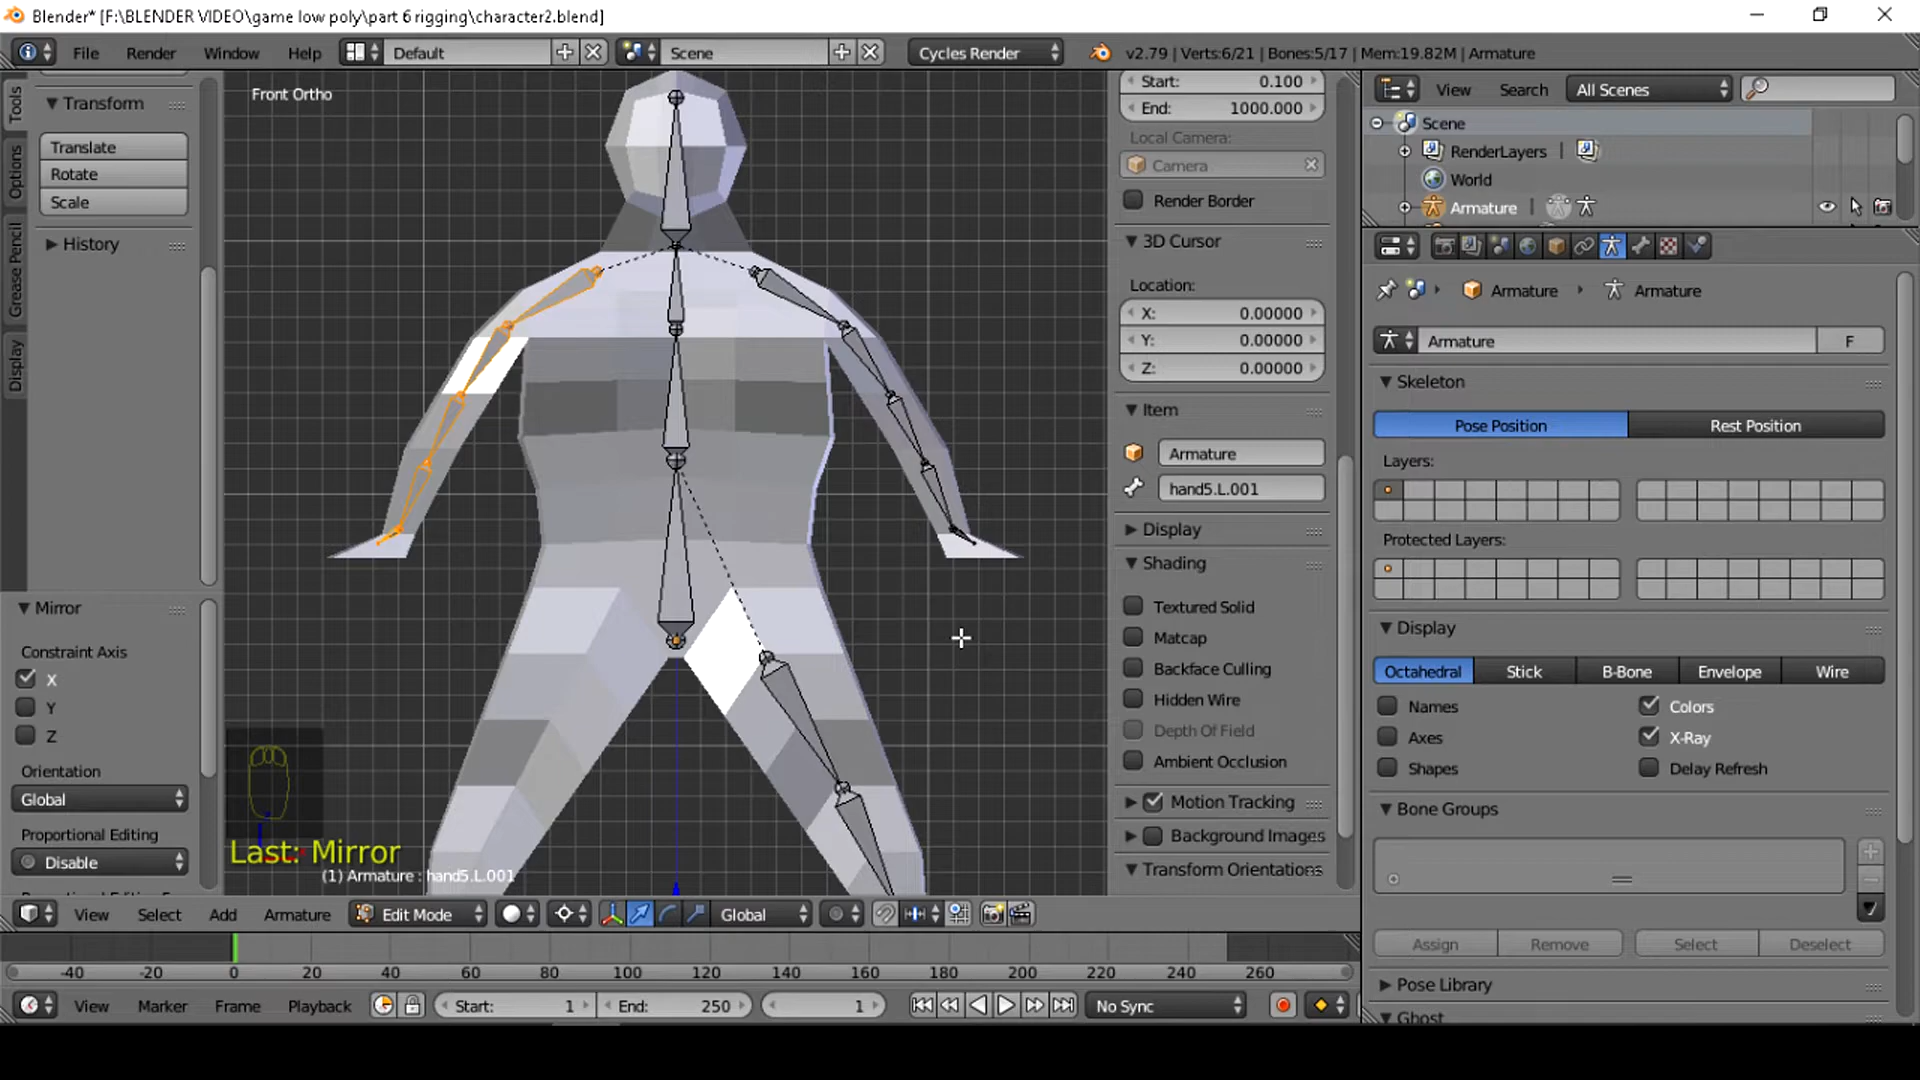 Blender* [F:\BLENDER VIDEO\game low poly\part 6 rigging\character2.blend]
File Render Window Help Default Scene Cycles Render v2.79 | Verts:6/21 | Bones:5/17 | Mem:19.82M | Armature
Tools
Options
Grease Pencil
Display
Transform
Translate
Rotate
Scale
History
Mirror
Constraint Axis
X
Y
Z
Orientation
Global
Proportional Editing
Disable
Front Ortho
Last: Mirror
(1) Armature : hand5.L.001
Start: 0.100
End: 1000.000
Local Camera:
Camera
Render Border
3D Cursor
Location:
X: 0.00000
Y: 0.00000
Z: 0.00000
Item
Armature
hand5.L.001
Display
Shading
Textured Solid
Matcap
Backface Culling
Hidden Wire
Depth Of Field
Ambient Occlusion
Motion Tracking
Background Images
Transform Orientations
View Search All Scenes
Scene
RenderLayers |
World
Armature |
Armature Armature
Armature F
Skeleton
Pose Position Rest Position
Layers:
Protected Layers:
Display
Octahedral Stick B-Bone Envelope Wire
Names Colors
Axes X-Ray
Shapes Delay Refresh
Bone Groups
Assign Remove Select Deselect
Pose Library
Ghost
View Select Add Armature Edit Mode Global
-40 -20 0 20 40 60 80 100 120 140 160 180 200 220 240 260
View Marker Frame Playback Start: 1 End: 250 1 No Sync